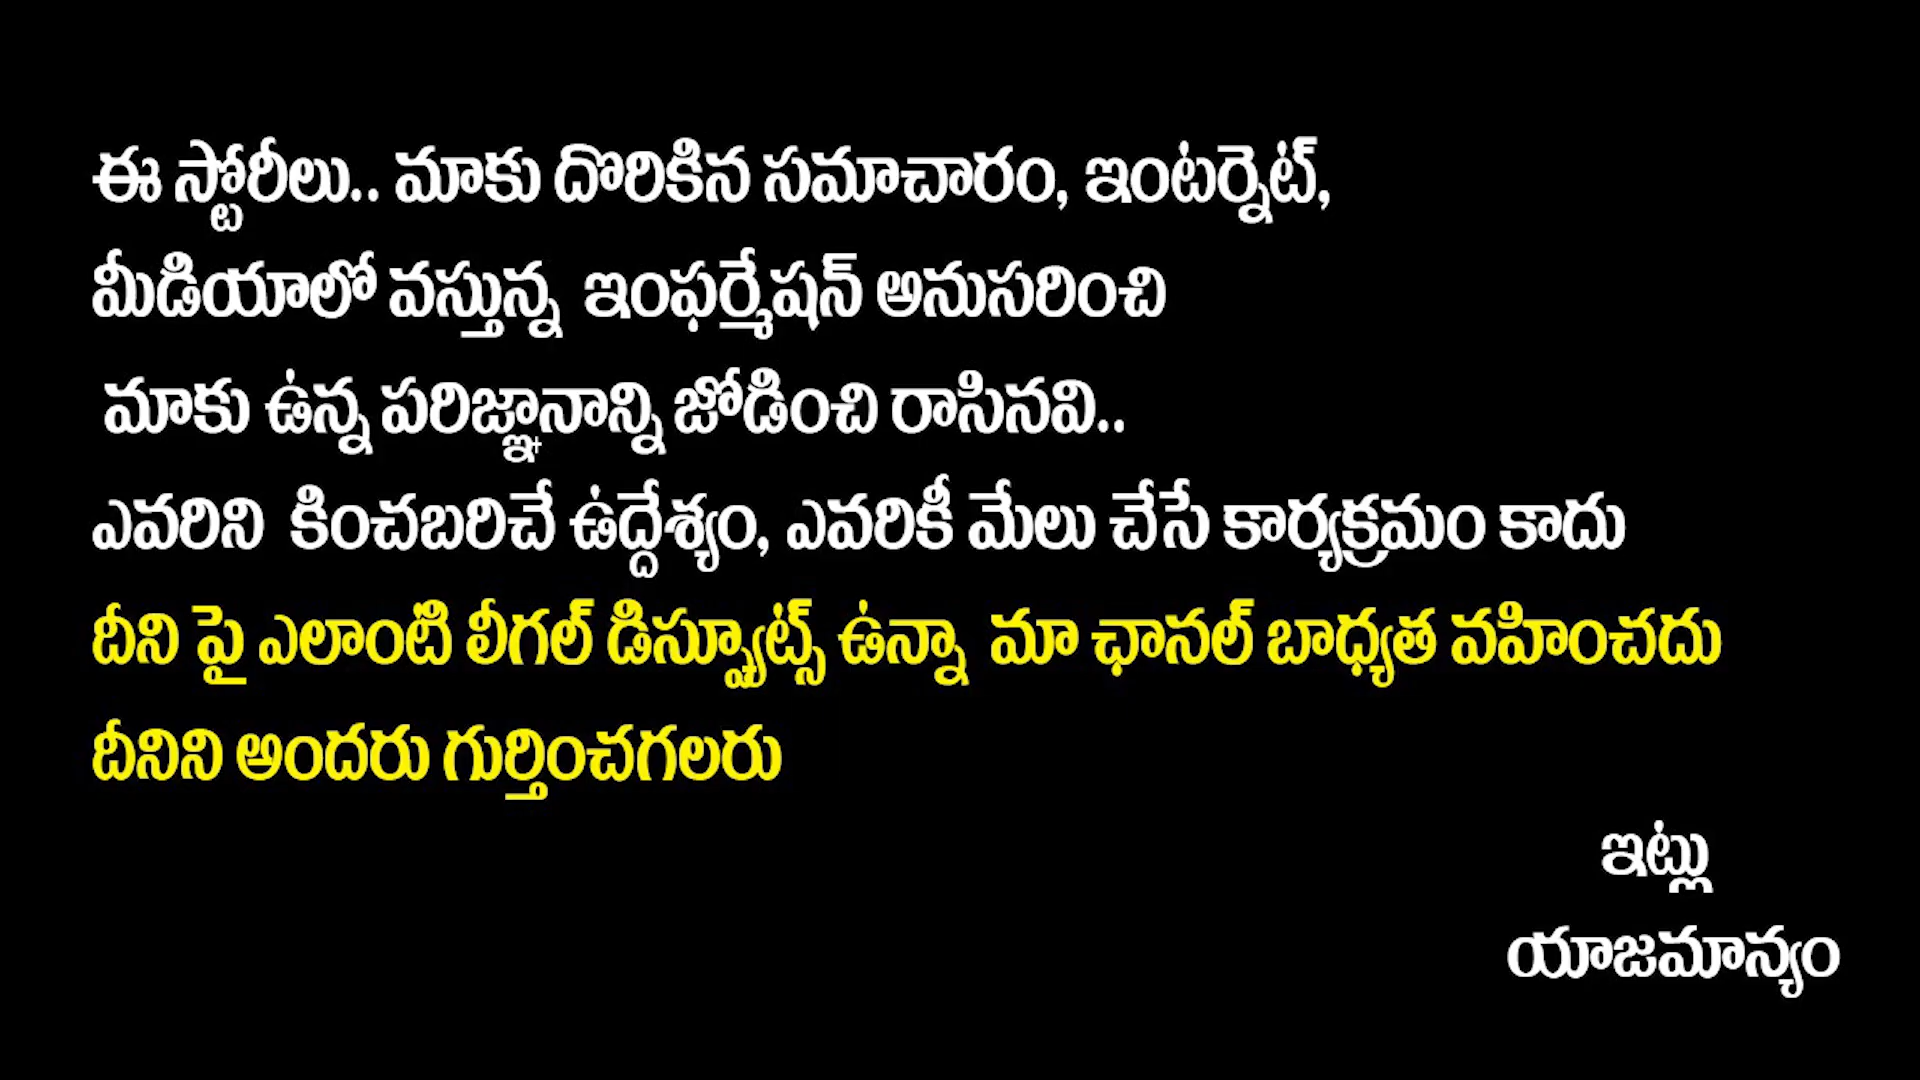 ఈ స్టోరీలు.. మాకు దొరికిన సమాచారం, ఇంటర్నెట్,
మీడియాలో వస్తున్న ఇంఫర్మేషన్ అనుసరించి
మాకు ఉన్న పరిజ్ఞానాన్ని జోడించి రాసినవి..
ఎవరిని కించబరిచే ఉద్దేశ్యం, ఎవరికీ మేలు చేసే కార్యక్రమం కాదు
దీని పై ఎలాంటి లీగల్ డిస్ప్యూట్స్ ఉన్నా మా ఛానల్ బాధ్యత వహించదు
దీనిని అందరు గుర్తించగలరు
ఇట్లు
యాజమాన్యం